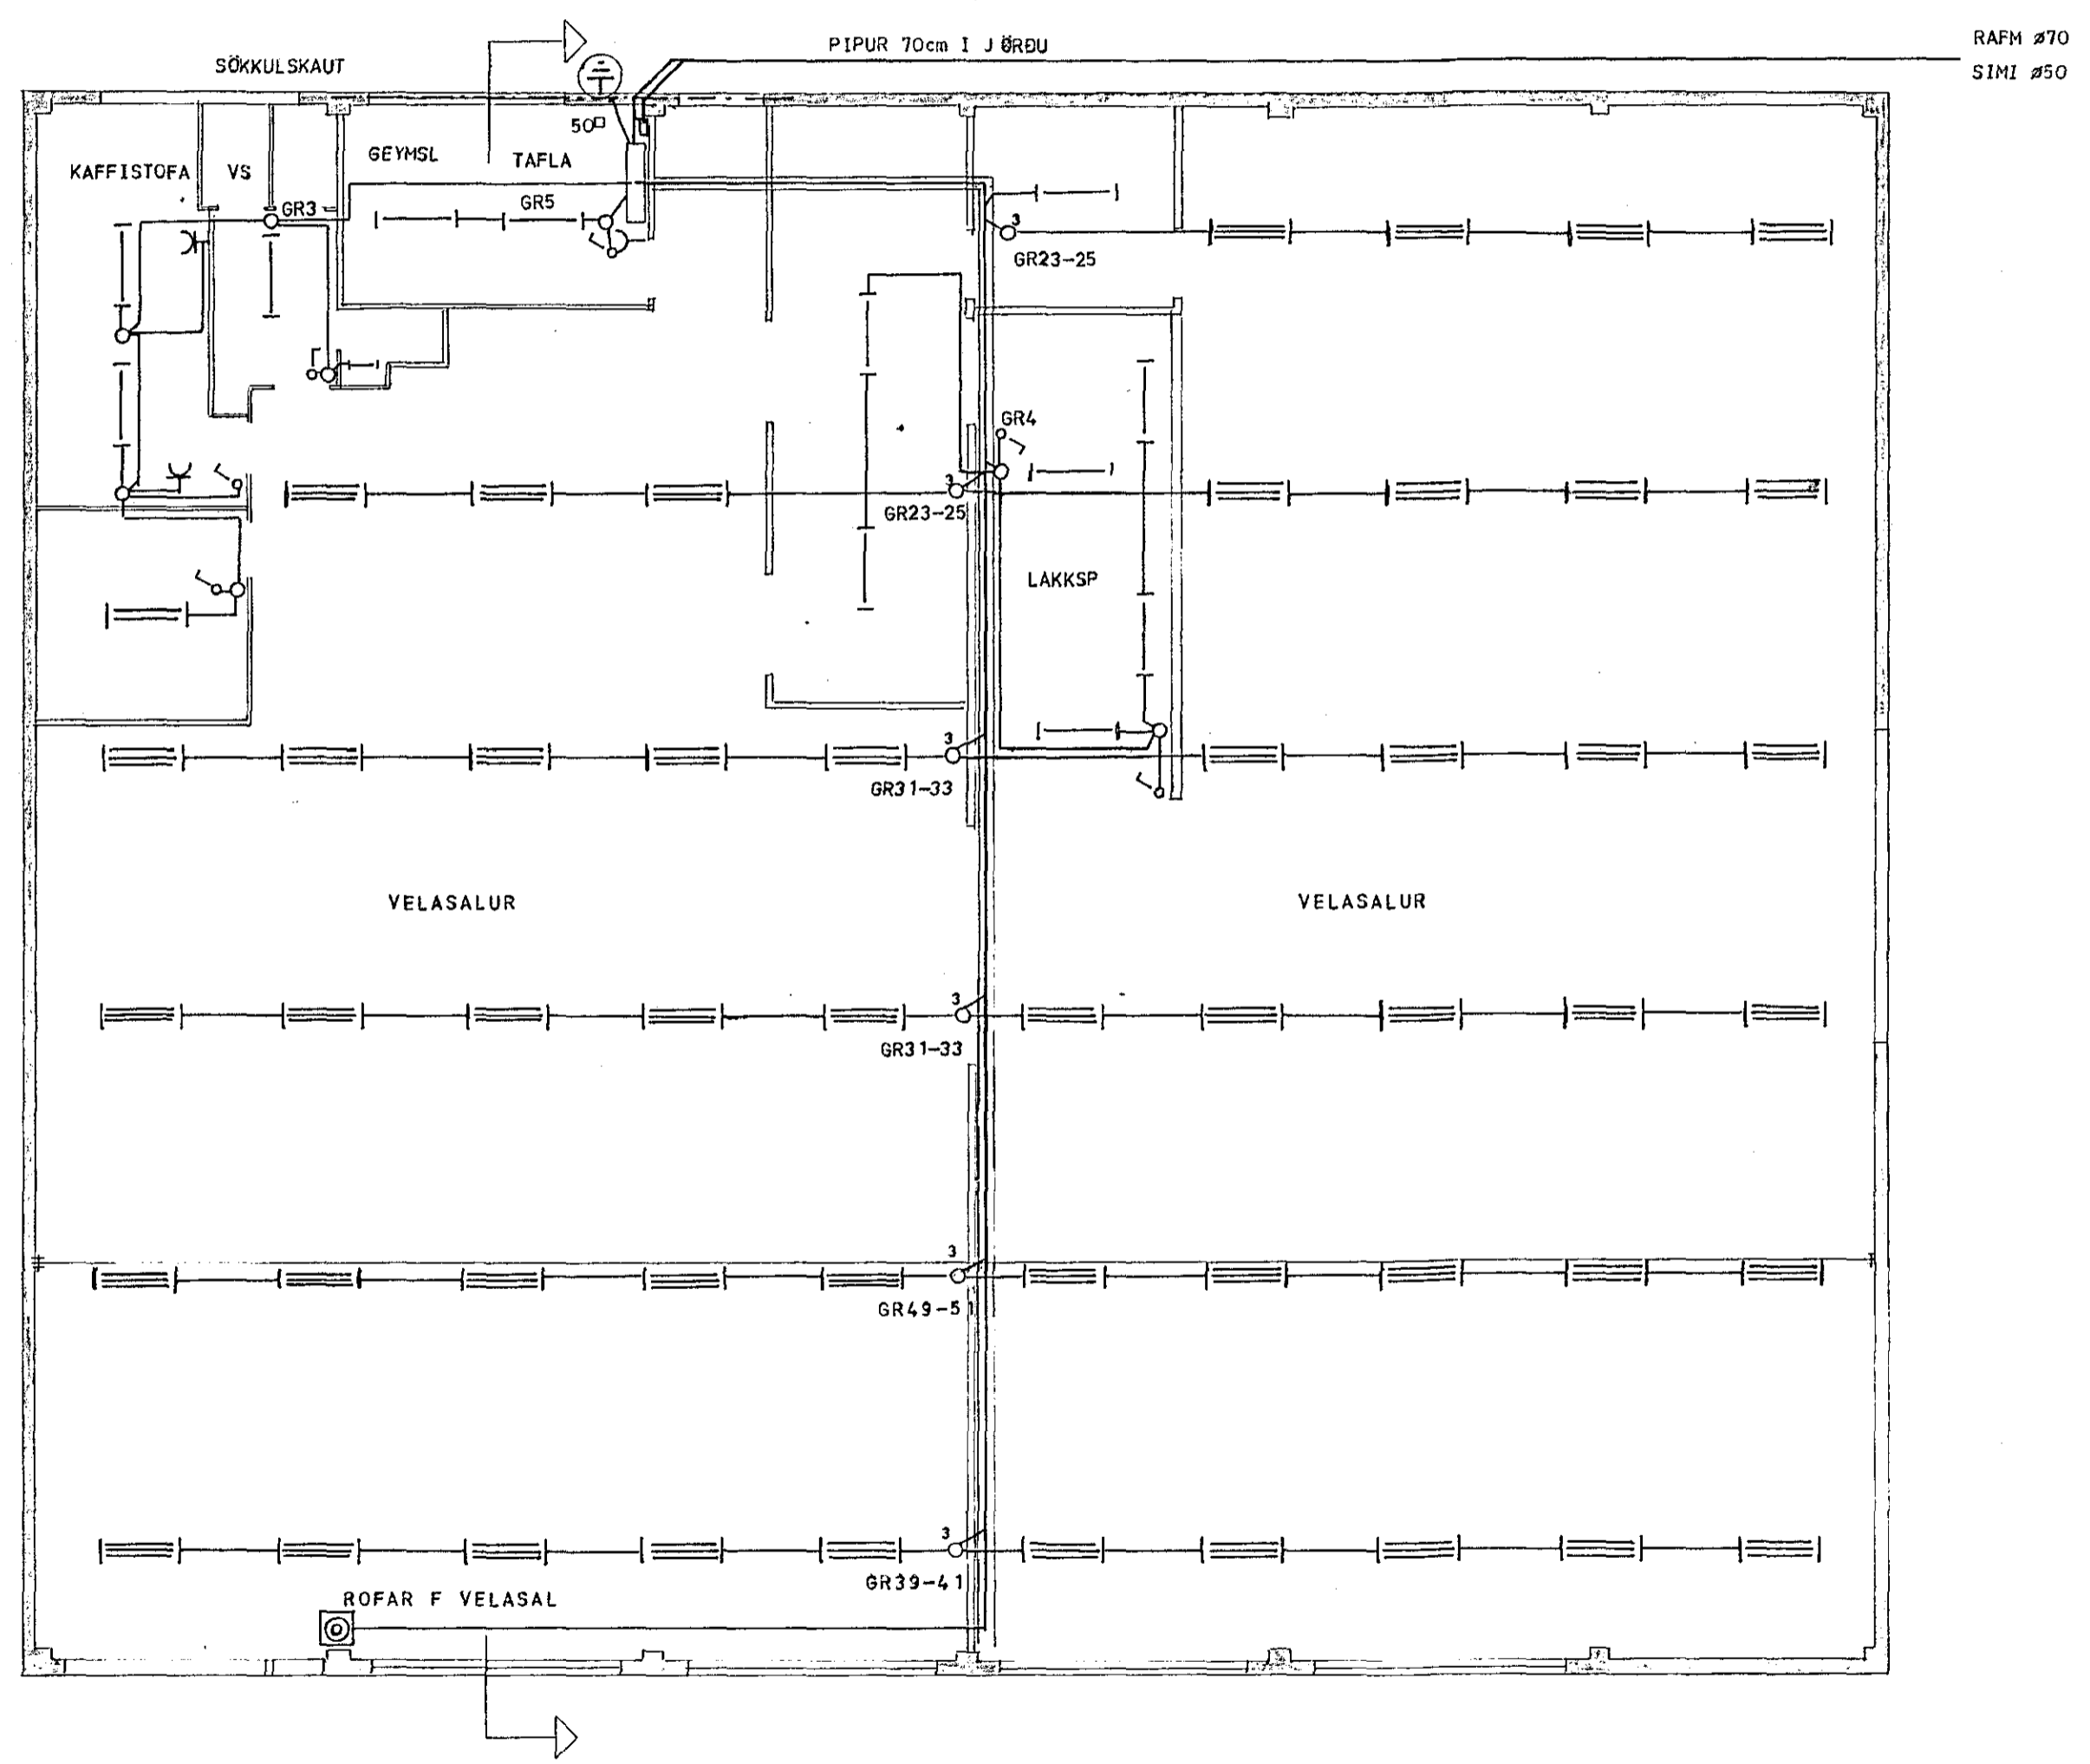 RAFM ø70
PIPUR 70cm I JÖRÐU
SÖKKULSKAUT
SIMI ø50
50□
GEYMSL
TAFLA
KAFFISTOFA
VS
GR5
GR3
3
GR23-25
GR4
3
GR23-25
LAKKSP
3
GR31-33
VELASALUR
VELASALUR
3
GR31-33
3
GR49-51
3
GR39-41
ROFAR F VELASAL